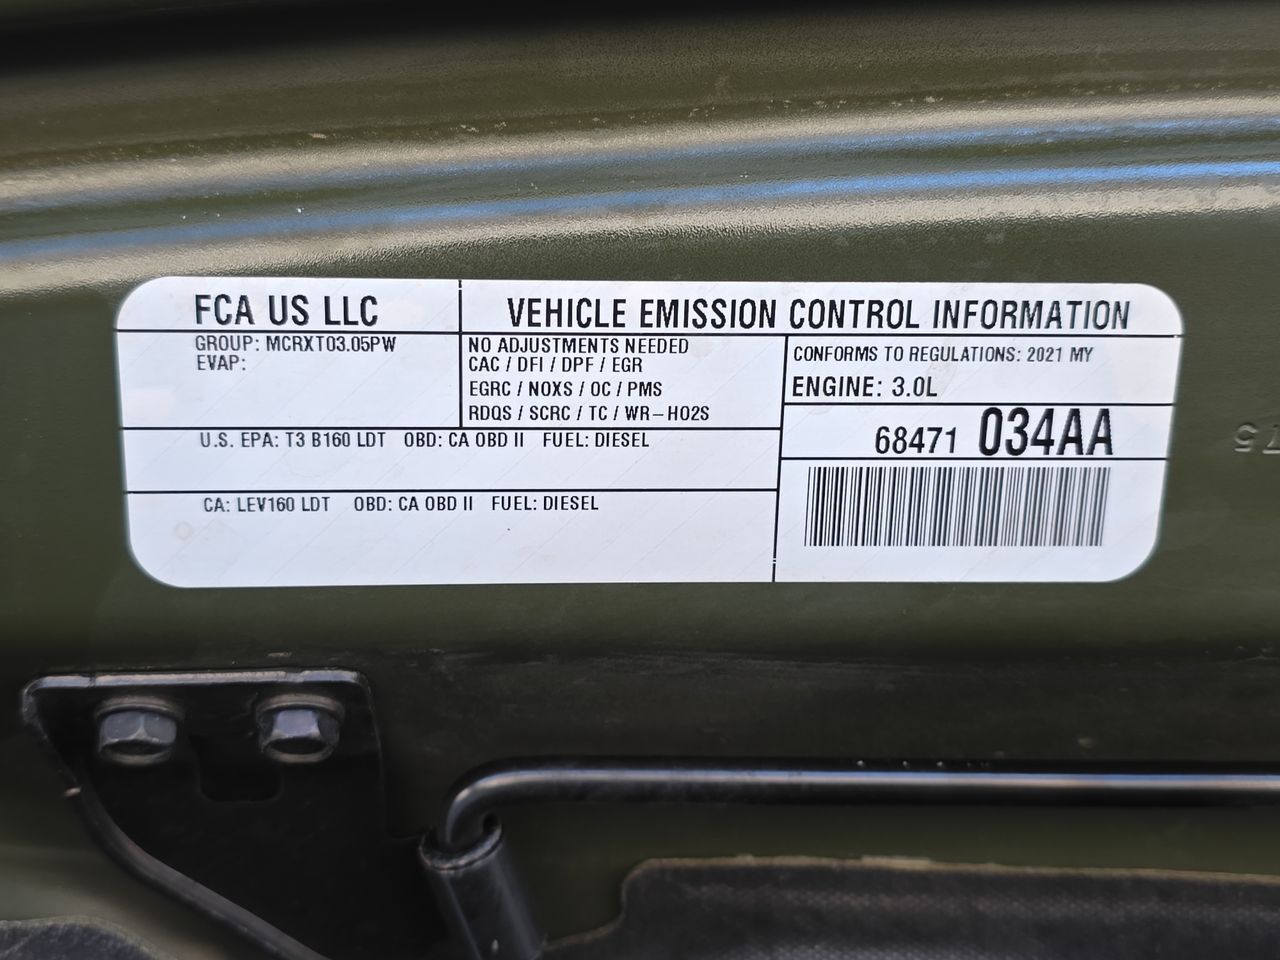 FCA US LLC
VEHICLE EMISSION CONTROL INFORMATION
GROUP: MCRXT03.05PW
EVAP:
NO ADJUSTMENTS NEEDED
CAC / DFI / DPF / EGR
EGRC / NOXS / OC / PMS
RDQS / SCRC / TC / WR-HO2S
CONFORMS TO REGULATIONS: 2021 MY
ENGINE: 3.0L
68471 034AA
U.S. EPA: T3 B160 LDT OBD: CA OBD II FUEL: DIESEL
CA: LEV160 LDT OBD: CA OBD II FUEL: DIESEL